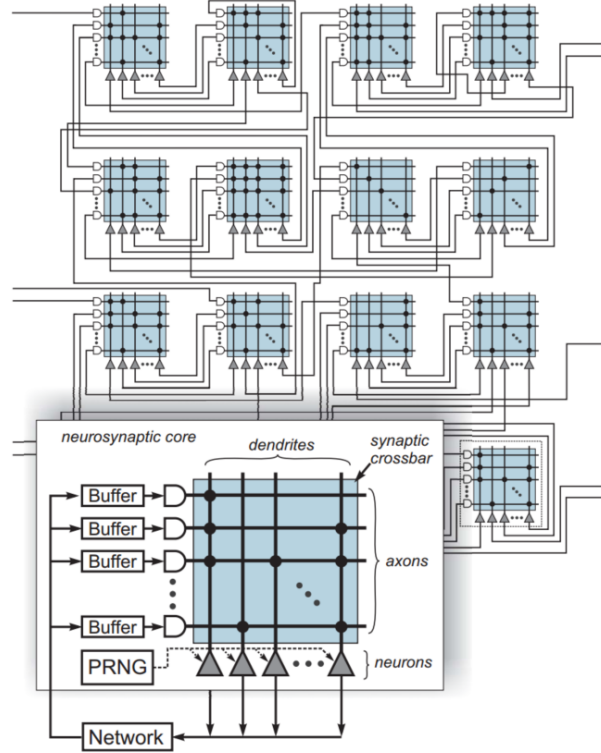 neurosynaptic core
dendrites
synaptic
crossbar
Buffer
Buffer
Buffer
axons
Buffer
PRNG
neurons
Network